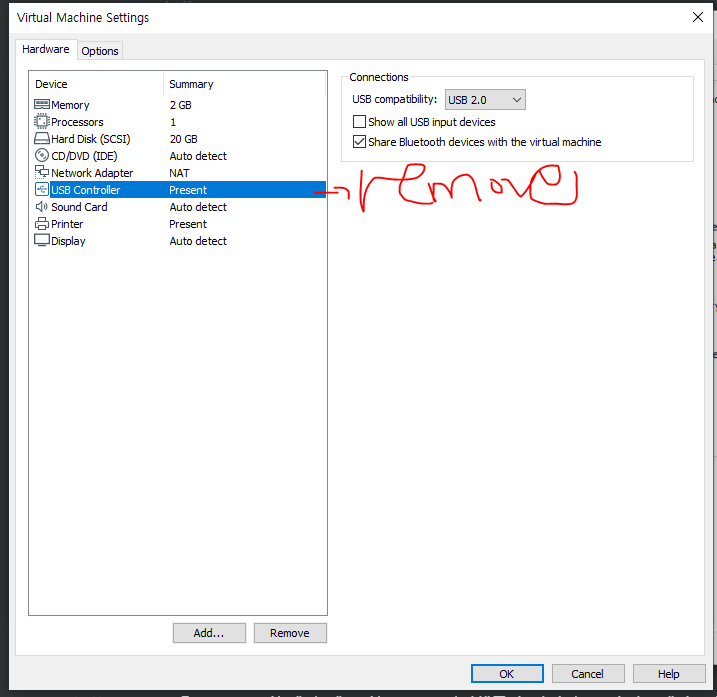 Virtual Machine Settings
Hardware Options
Device Summary
Memory 2 GB
Processors 1
Hard Disk (SCSI) 20 GB
CD/DVD (IDE) Auto detect
Network Adapter NAT
USB Controller Present
Sound Card Auto detect
Printer Present
Display Auto detect
Add... Remove
Connections
USB compatibility: USB 2.0
Show all USB input devices
Share Bluetooth devices with the virtual machine
remove
OK Cancel Help